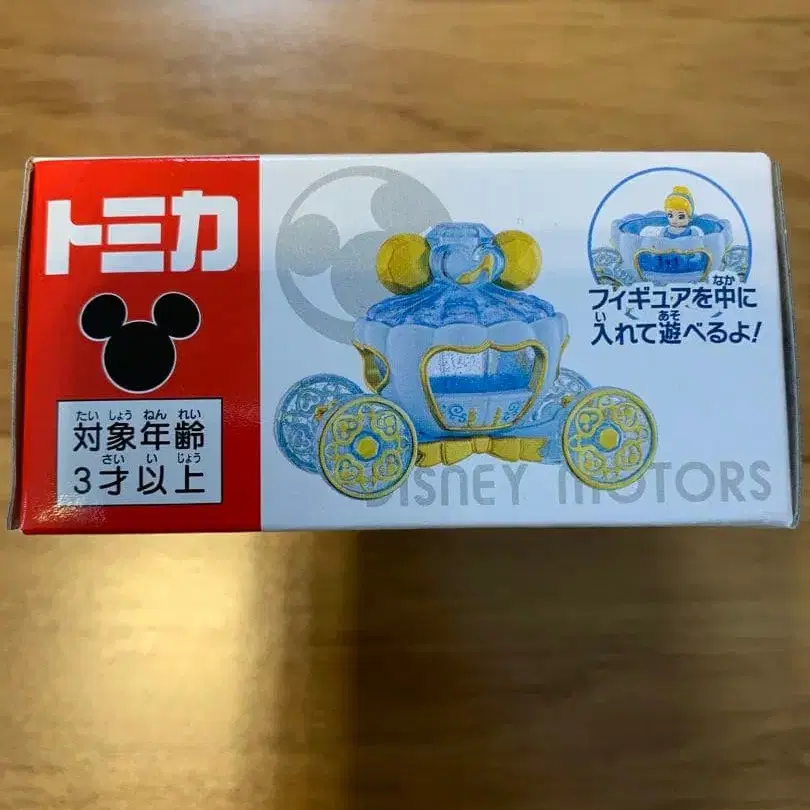 トミカ
たいしょうねんれい
対象年齢
さいいじょう
3才以上
なか
フィギュアを中に
い あそ
入れて遊べるよ!
DISNEY MOTORS